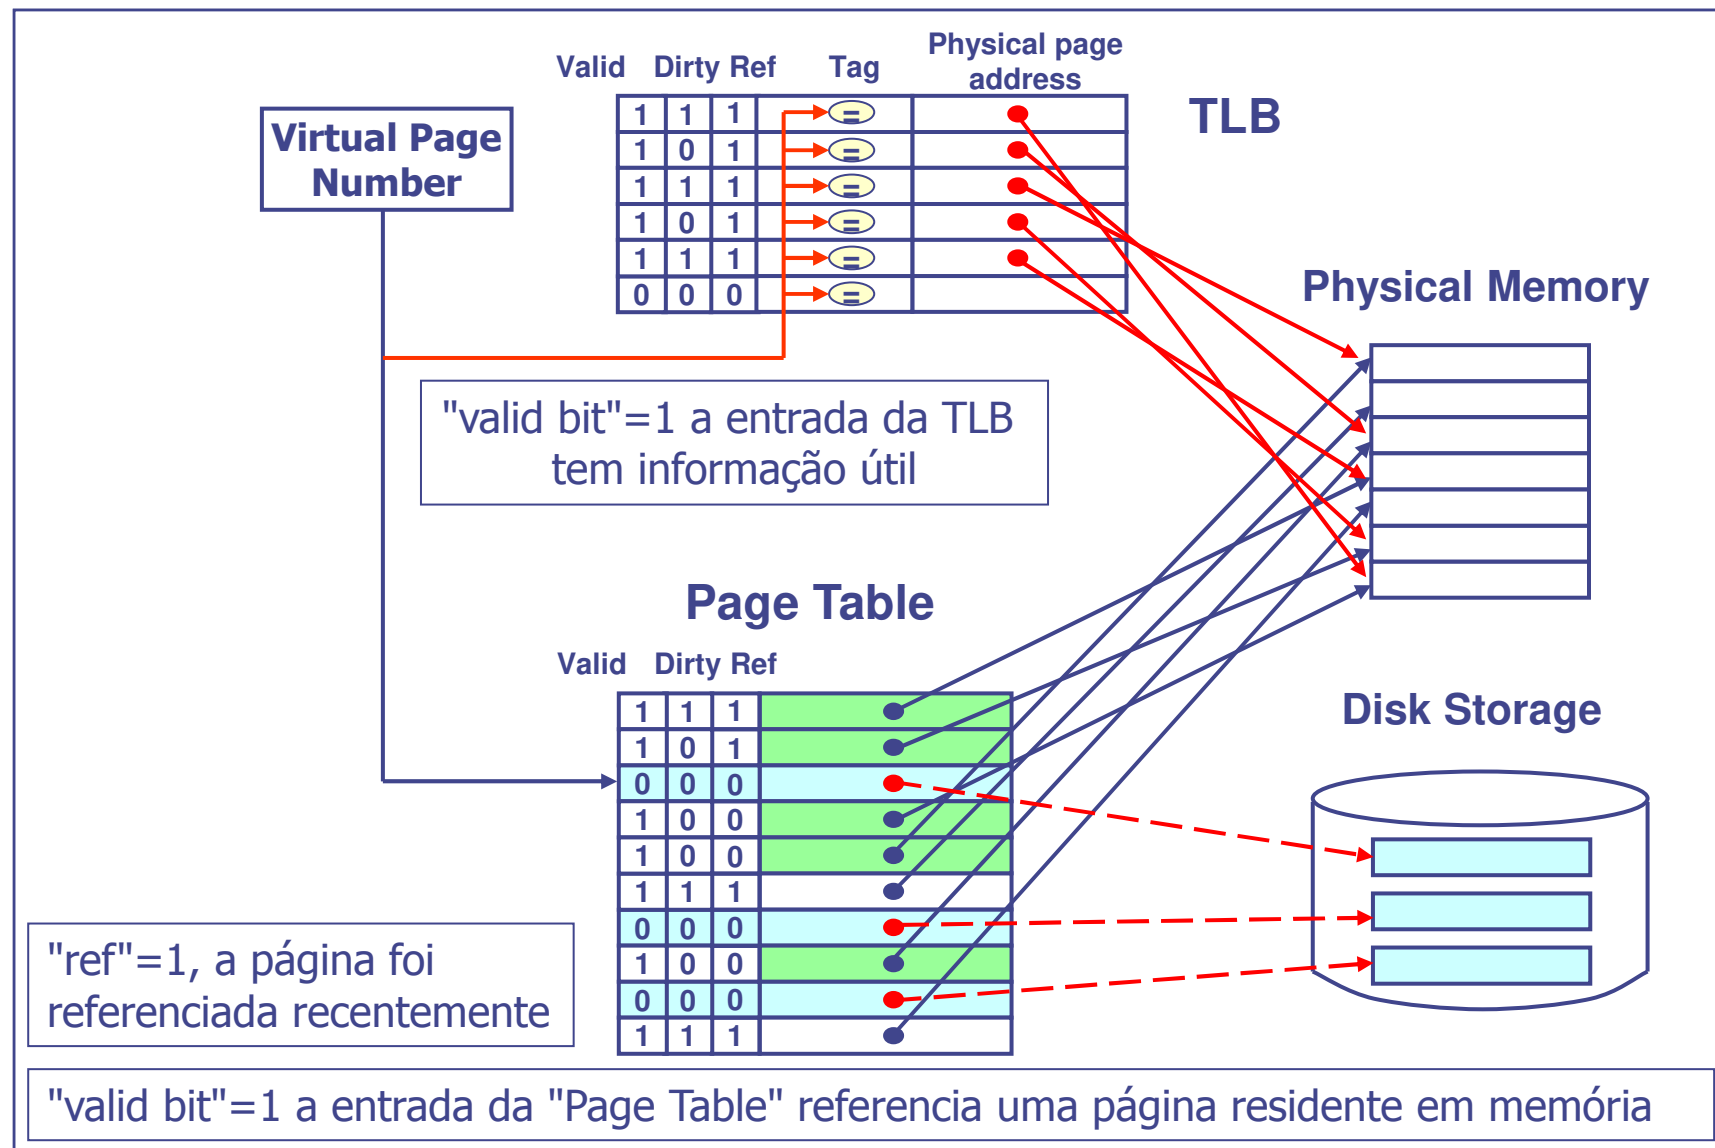 Physical page
address
Valid Dirty Ref Tag
TLB
Virtual Page
Number
1 1 1 =
1 0 1 =
1 1 1 =
1 0 1 =
1 1 1 =
0 0 0 =
Physical Memory
"valid bit"=1 a entrada da TLB
tem informação útil
Page Table
Valid Dirty Ref
1 1 1
1 0 1
0 0 0
1 0 0
1 0 0
1 1 1
0 0 0
1 0 0
0 0 0
1 1 1
Disk Storage
"ref"=1, a página foi
referenciada recentemente
"valid bit"=1 a entrada da "Page Table" referencia uma página residente em memória